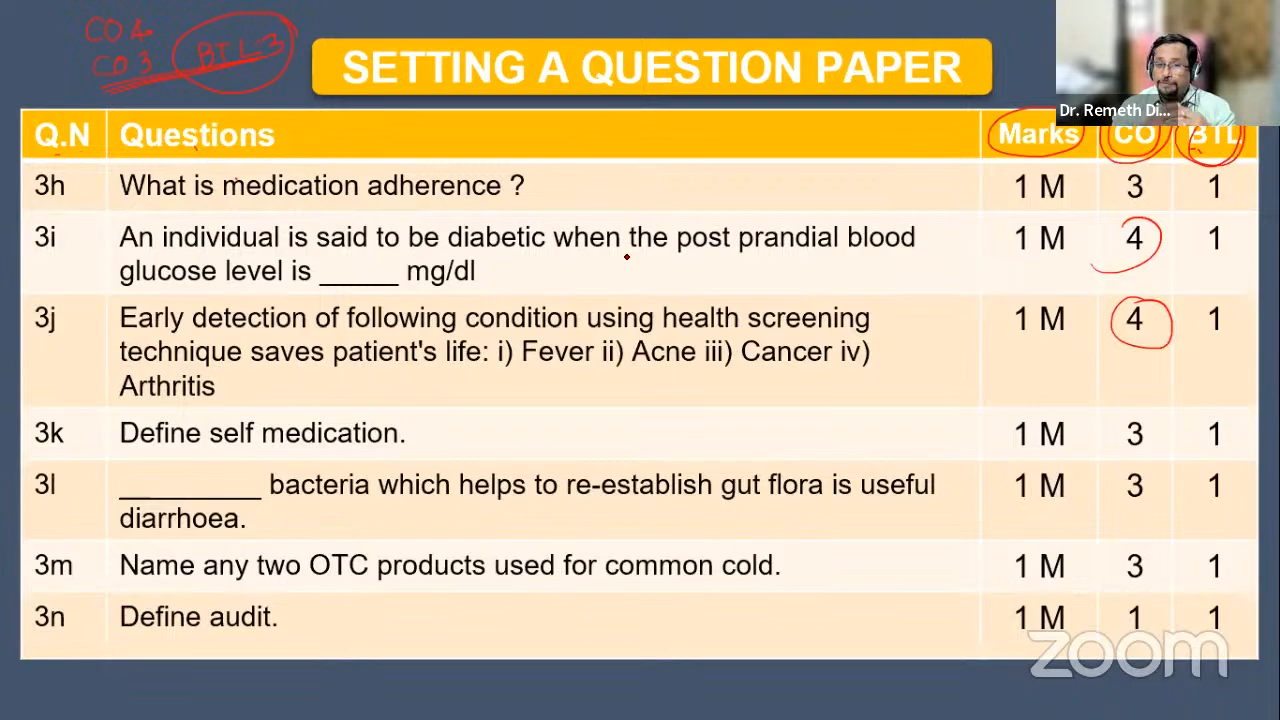 CO 4
CO 3 BTL-3
SETTING A QUESTION PAPER
Dr. Remeth Di...
Q.N Questions Marks CO BTL
3h What is medication adherence ? 1 M 3 1
3i An individual is said to be diabetic when the post prandial blood 1 M 4 1
glucose level is _____ mg/dl
3j Early detection of following condition using health screening 1 M 4 1
technique saves patient's life: i) Fever ii) Acne iii) Cancer iv)
Arthritis
3k Define self medication. 1 M 3 1
3l _________ bacteria which helps to re-establish gut flora is useful 1 M 3 1
diarrhoea.
3m Name any two OTC products used for common cold. 1 M 3 1
3n Define audit. 1 M 1 1
zoom